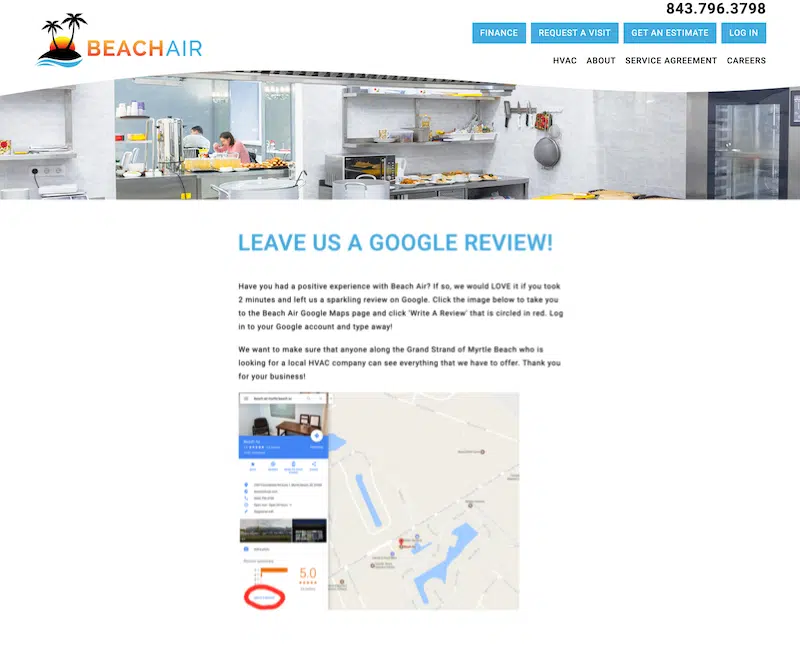 843.796.3798
BEACHAIR
FINANCE
REQUEST A VISIT
GET AN ESTIMATE
LOG IN
HVAC
ABOUT
SERVICE AGREEMENT
CAREERS
LEAVE US A GOOGLE REVIEW!
Have you had a positive experience with Beach Air? If so, we would LOVE it if you took
2 minutes and left us a sparkling review on Google. Click the image below to take you
to the Beach Air Google Maps page and click 'Write A Review' that is circled in red. Log
in to your Google account and type away!
We want to make sure that anyone along the Grand Strand of Myrtle Beach who is
looking for a local HVAC company can see everything that we have to offer. Thank you
for your business!
Beach Air
5.0